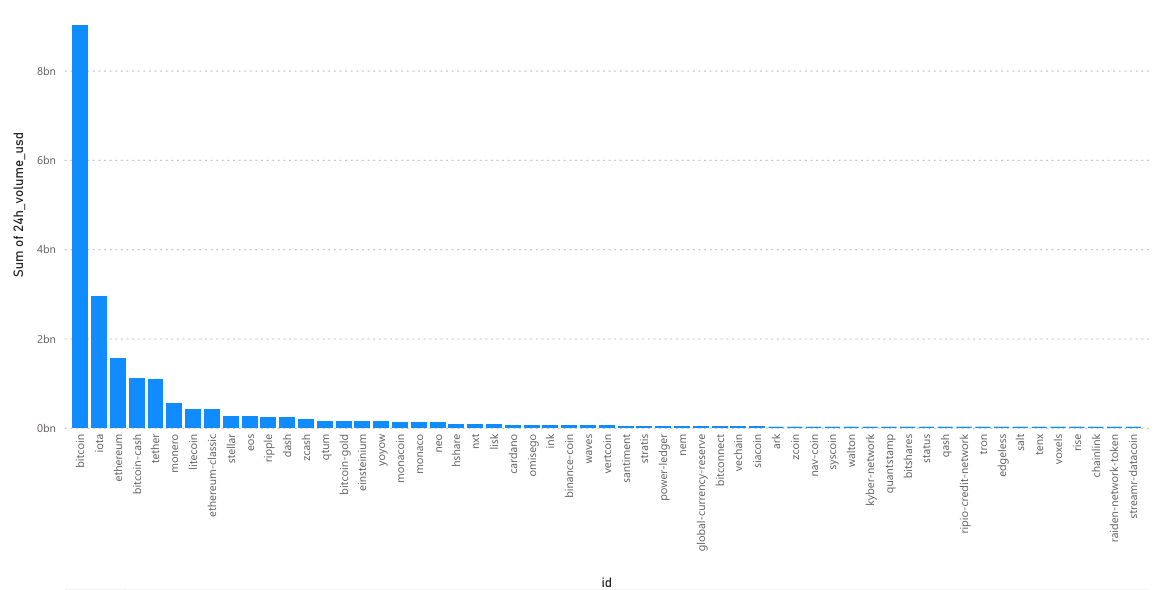 Sum of 24h_volume_usd
8bn
6bn
4bn
2bn
0bn
bitcoin
iota
ethereum
bitcoin-cash
tether
monero
litecoin
ethereum-classic
stellar
eos
ripple
dash
zcash
qtum
bitcoin-gold
einsteinium
yoyow
monacoin
monaco
neo
hshare
nxt
lisk
cardano
omisego
ink
binance-coin
waves
vertcoin
santiment
stratis
power-ledger
nem
global-currency-reserve
bitconnect
vechain
siacoin
ark
zcoin
nav-coin
syscoin
walton
kyber-network
quantstamp
bitshares
status
qash
ripio-credit-network
tron
edgeless
salt
tenx
voxels
rise
chainlink
raiden-network-token
streamr-datacoin
id